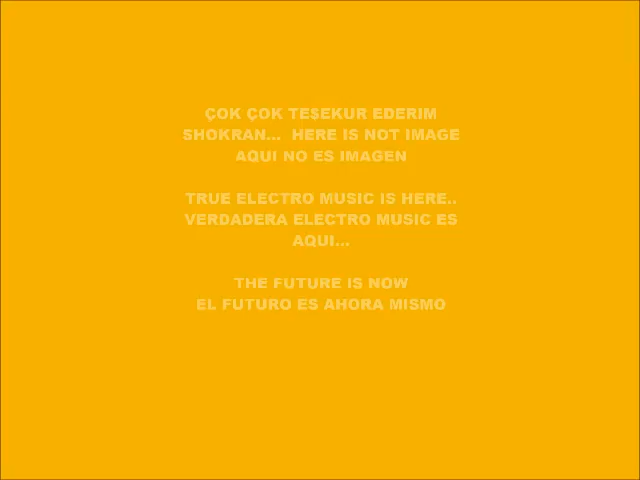 ÇOK ÇOK TESEKUR EDERIM
SHOKRAN... HERE IS NOT IMAGE
AQUI NO ES IMAGEN
TRUE ELECTRO MUSIC IS HERE..
VERDADERA ELECTRO MUSIC ES
AQUI...
THE FUTURE IS NOW
EL FUTURO ES AHORA MISMO